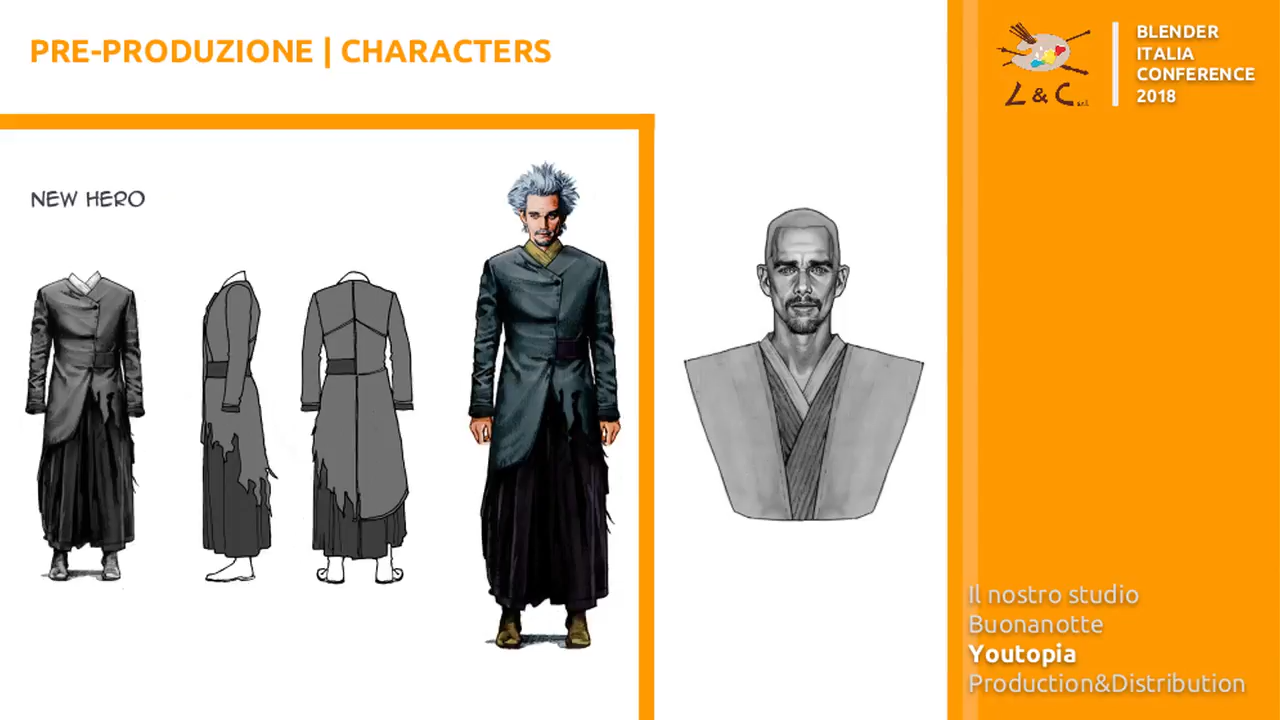 PRE-PRODUZIONE | CHARACTERS
NEW HERO
L & C s.r.l.
BLENDER
ITALIA
CONFERENCE
2018
Il nostro studio
Buonanotte
Youtopia
Production&Distribution